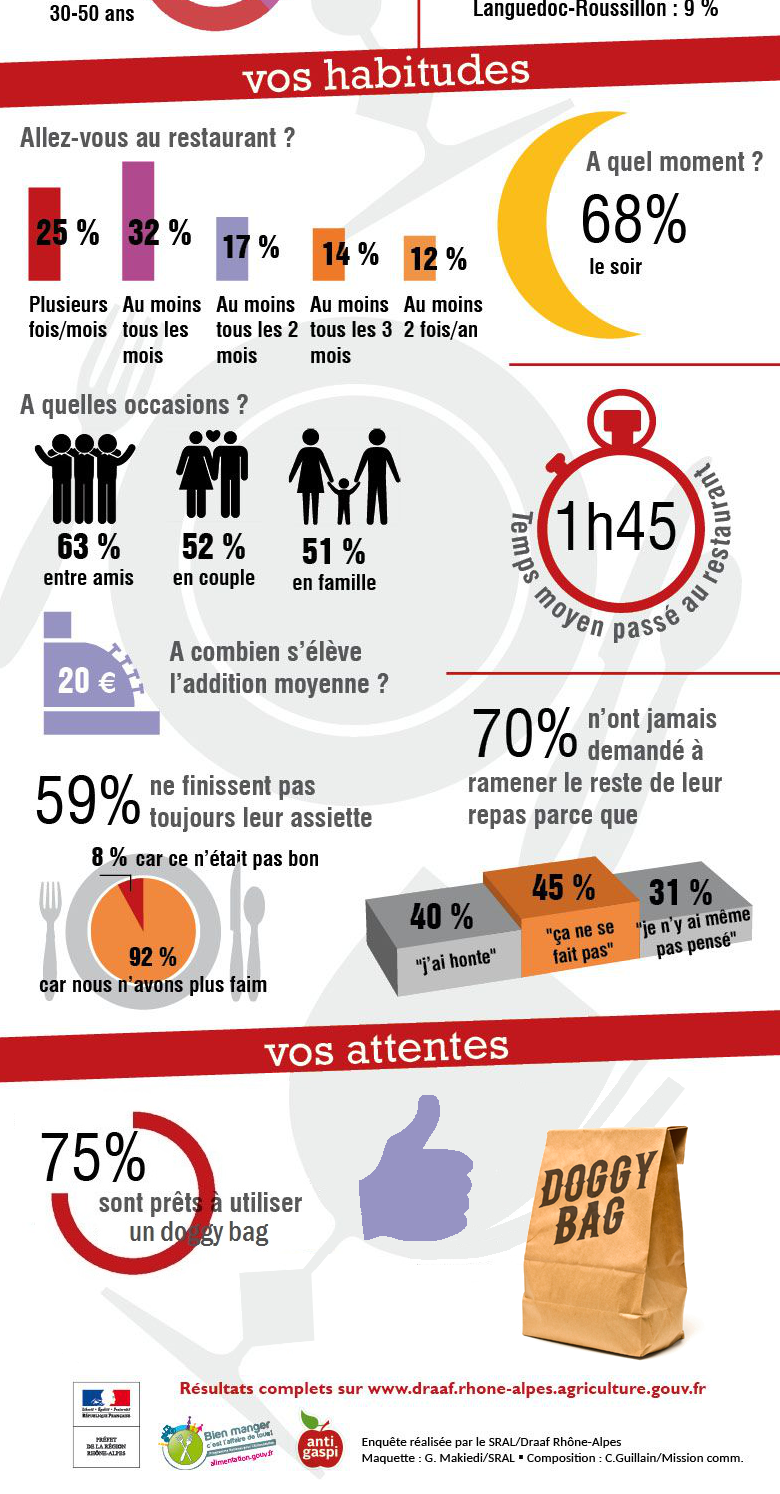 30-50 ans
Languedoc-Roussillon : 9 %
vos habitudes
Allez-vous au restaurant ?
25 %
32 %
17 %
14 %
12 %
Plusieurs
fois/mois
Au moins
tous les
mois
Au moins
tous les 2
mois
Au moins
tous les 3
mois
Au moins
2 fois/an
A quel moment ?
68%
le soir
A quelles occasions ?
63 %
entre amis
52 %
en couple
51 %
en famille
1h45
Temps moyen passé au restaurant
20 €
A combien s'élève
l'addition moyenne ?
59% ne finissent pas
toujours leur assiette
8 % car ce n'était pas bon
92 %
car nous n'avons plus faim
70% n'ont jamais
demandé à
ramener le reste de leur
repas parce que
40 %
"j'ai honte"
45 %
"ça ne se
fait pas"
31 %
"je n'y ai même
pas pensé"
vos attentes
75%
sont prêts à utiliser
un doggy bag
DOGGY
BAG
Résultats complets sur www.draaf.rhone-alpes.agriculture.gouv.fr
Liberté • Égalité • Fraternité
RÉPUBLIQUE FRANÇAISE
PRÉFET
DE LA RÉGION
RHÔNE-ALPES
Bien manger
c'est l'affaire de tous!
alimentation.gouv.fr
anti
gaspi
Enquête réalisée par le SRAL/Draaf Rhône-Alpes
Maquette : G. Makiedi/SRAL ▪ Composition : C.Guillain/Mission comm.